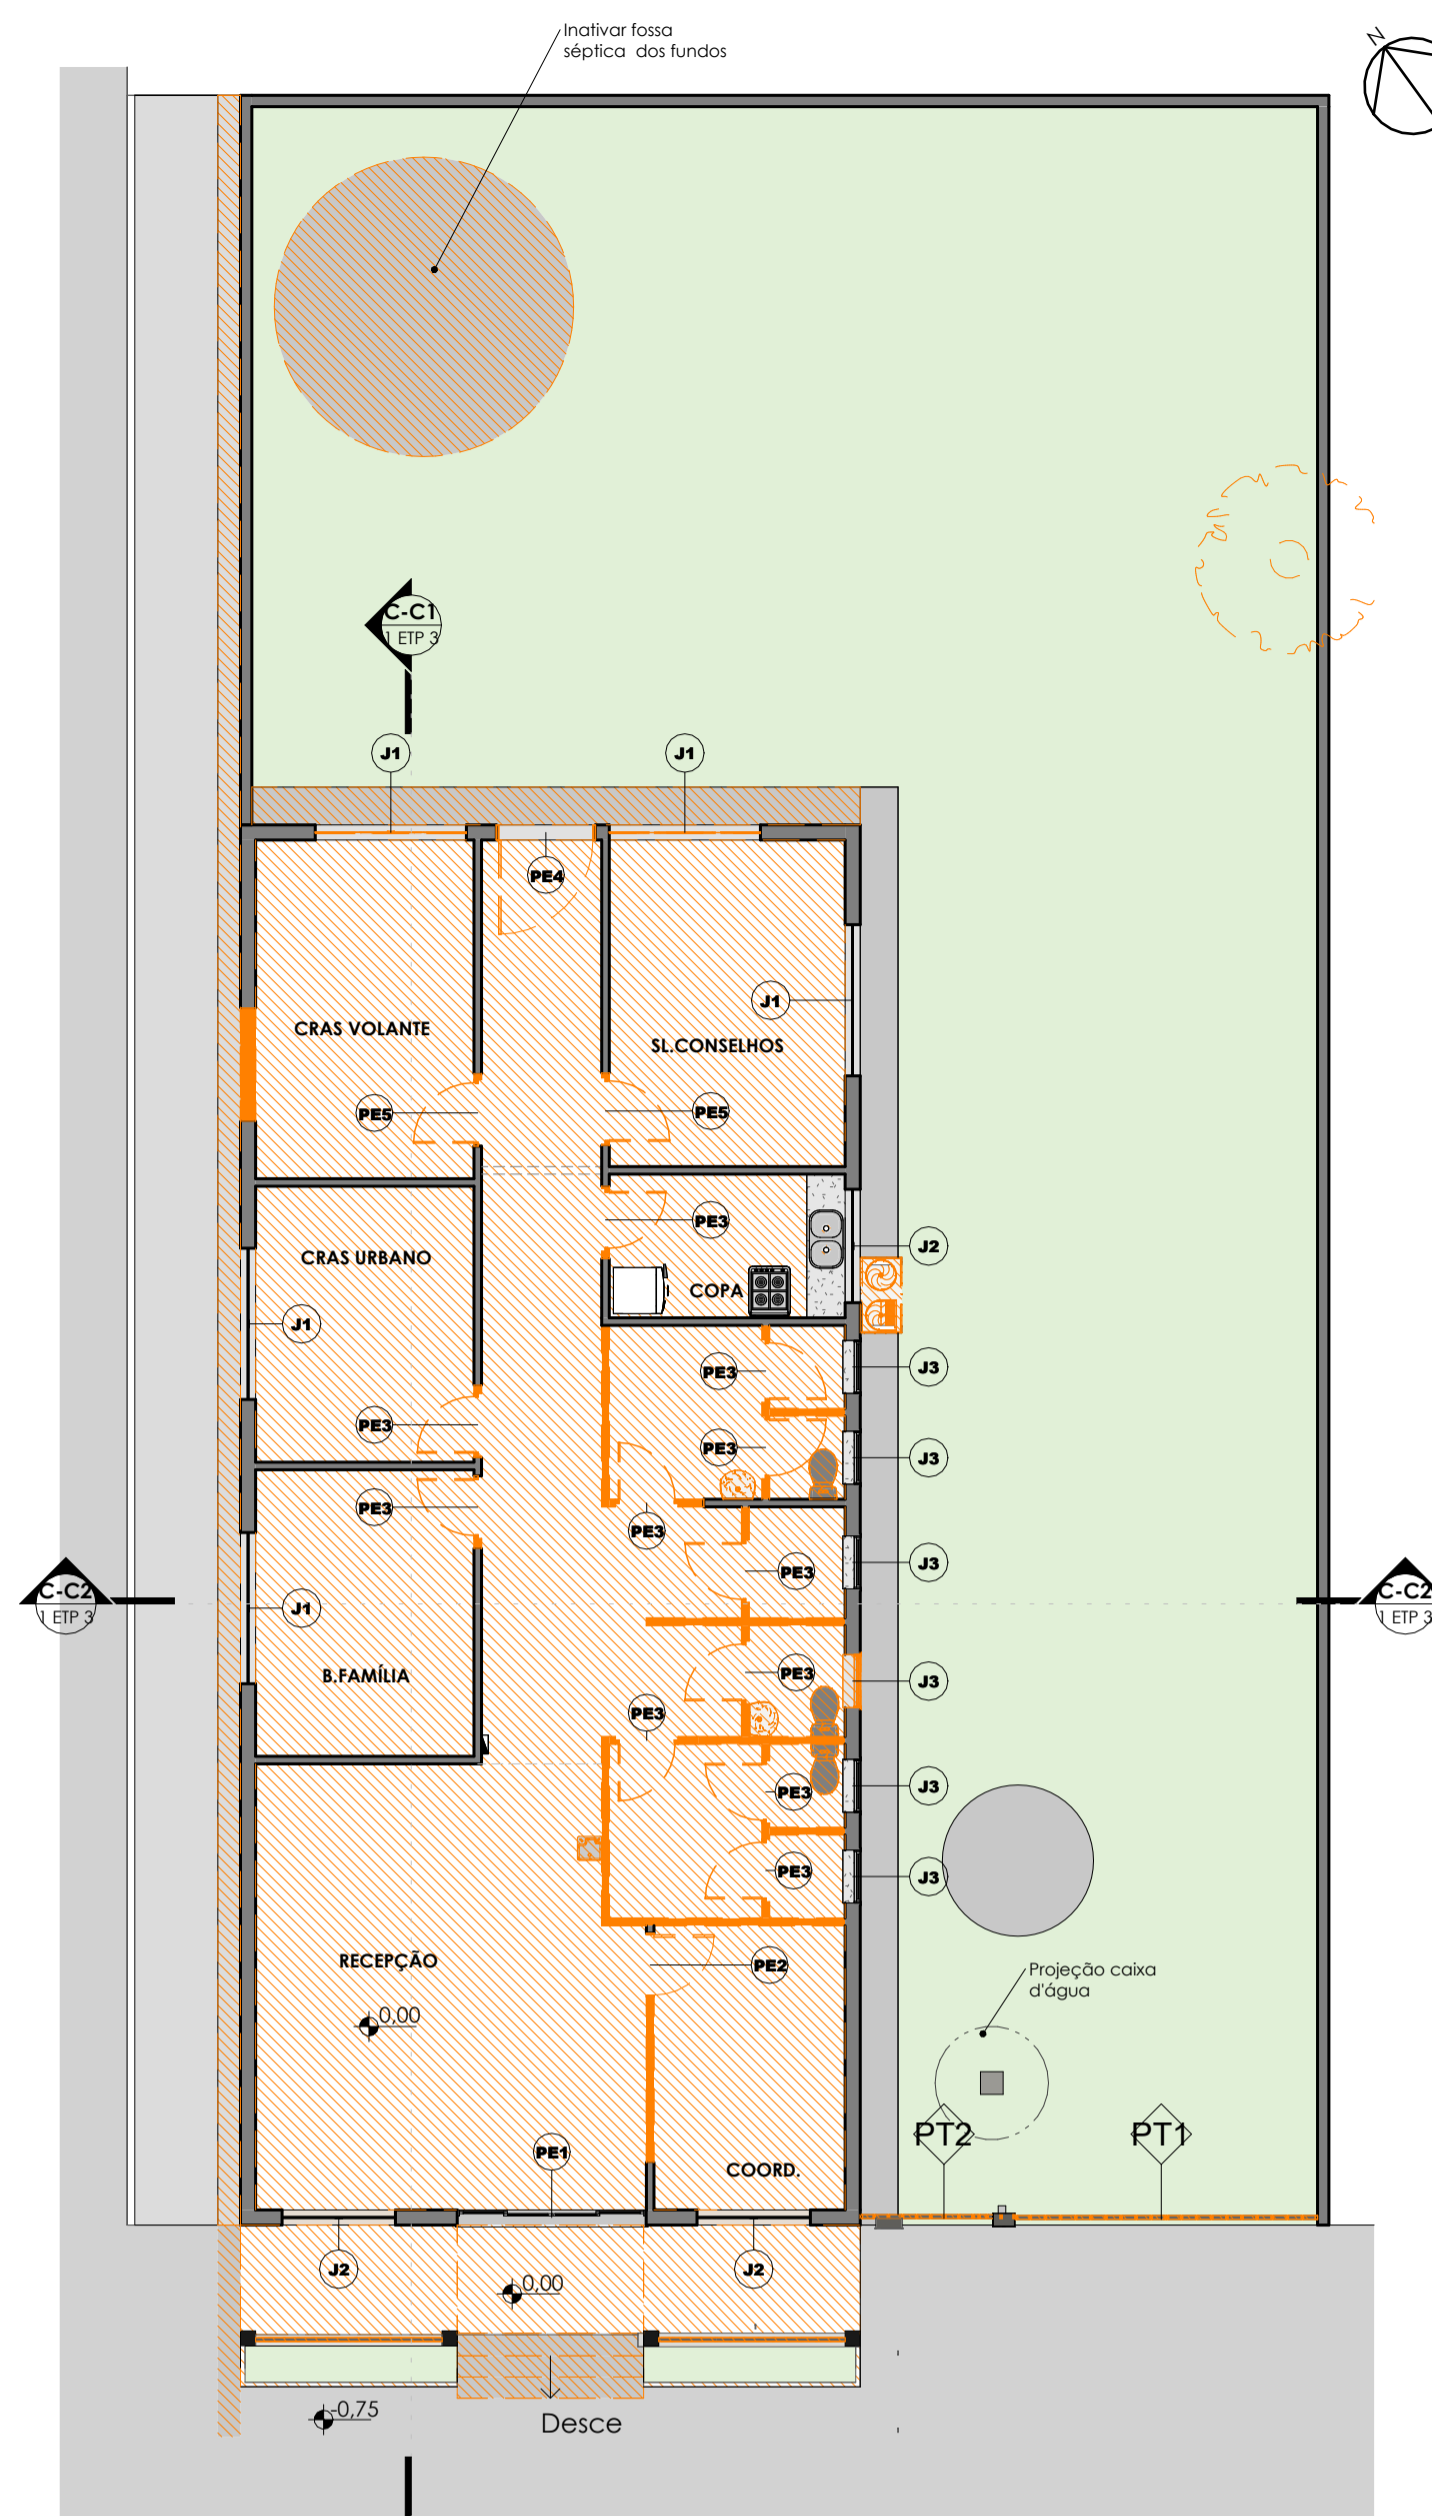 Inativar fossa
séptica dos fundos
N
C-C1
1 ETP 3
J1
J1
PE4
J1
CRAS VOLANTE
SL.CONSELHOS
PE5
PE5
PE3
J2
CRAS URBANO
COPA
J1
J3
PE3
PE3
PE3
J3
PE3
PE3
J3
PE3
C-C2
1 ETP 3
C-C2
1 ETP 3
J1
B.FAMÍLIA
PE3
J3
PE3
PE3
J3
PE3
J3
RECEPÇÃO
PE2
Projeção caixa
d'água
0,00
PT2
PT1
PE1
COORD.
J2
J2
0,00
-0,75
Desce